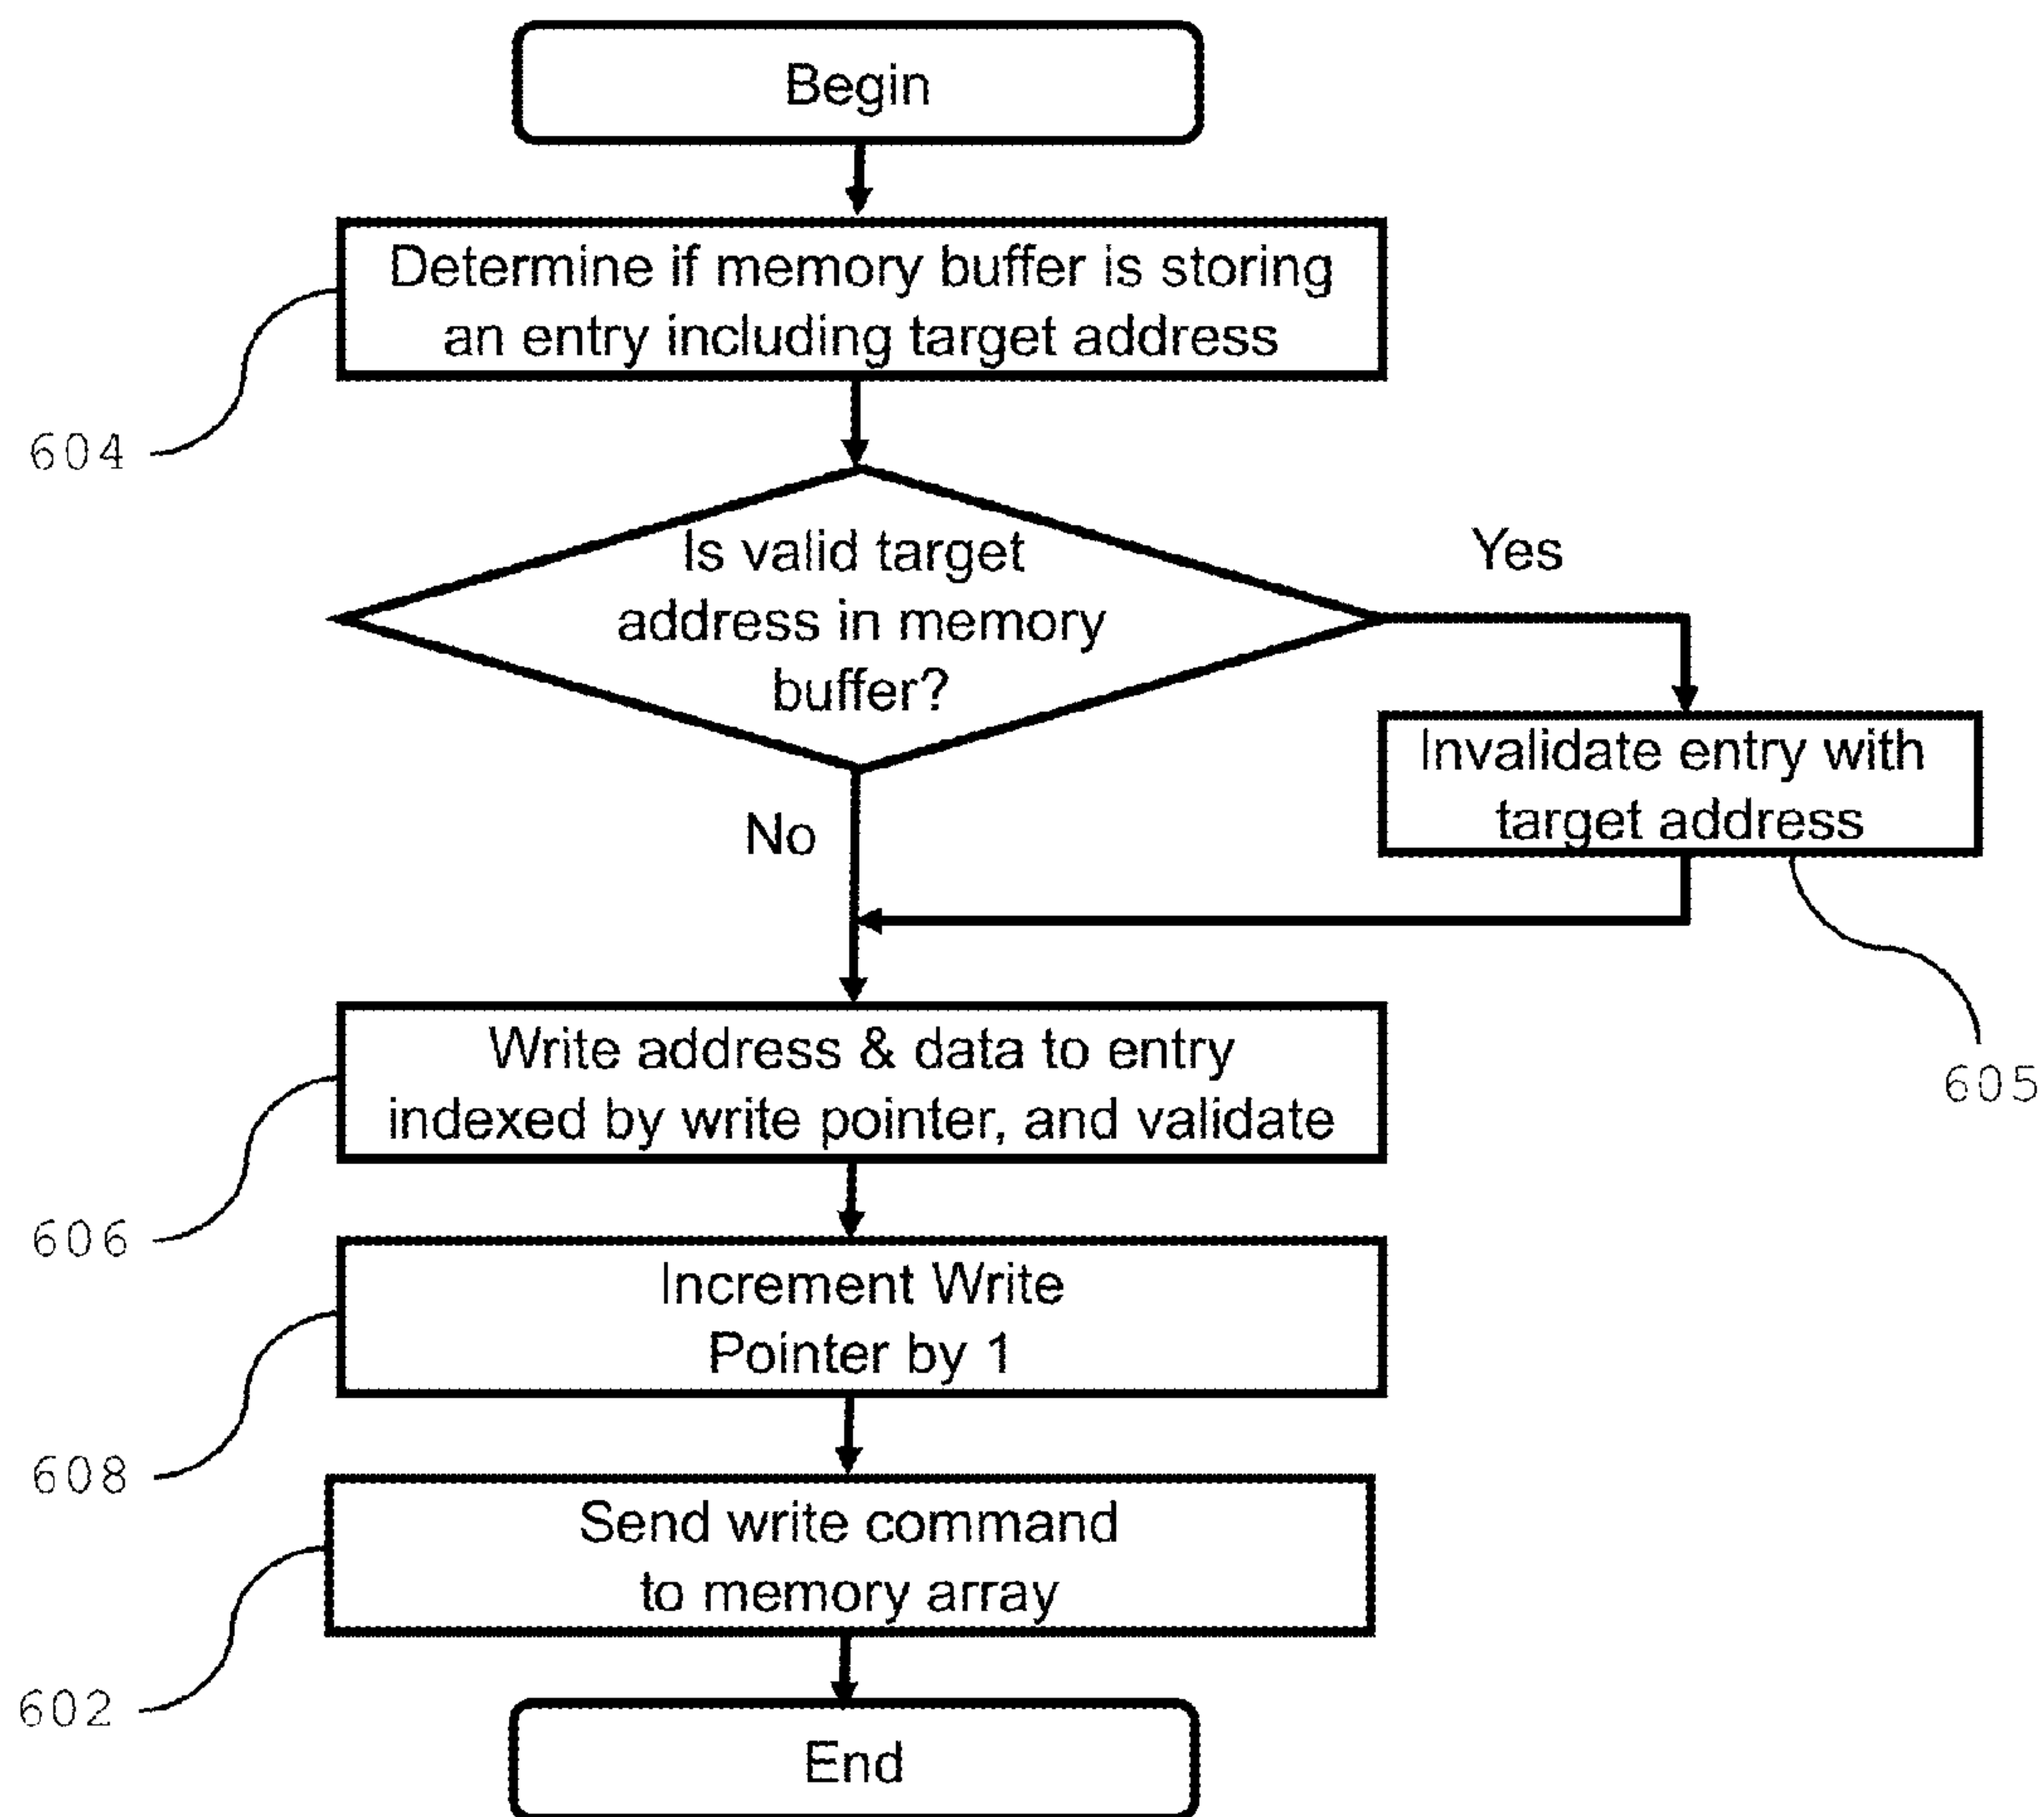 Begin
Determine if memory buffer is storing
an entry including target address
604
Is valid target
address in memory
buffer?
Yes
Invalidate entry with
target address
No
605
Write address & data to entry
indexed by write pointer, and validate
606
Increment Write
Pointer by 1
608
Send write command
to memory array
602
End